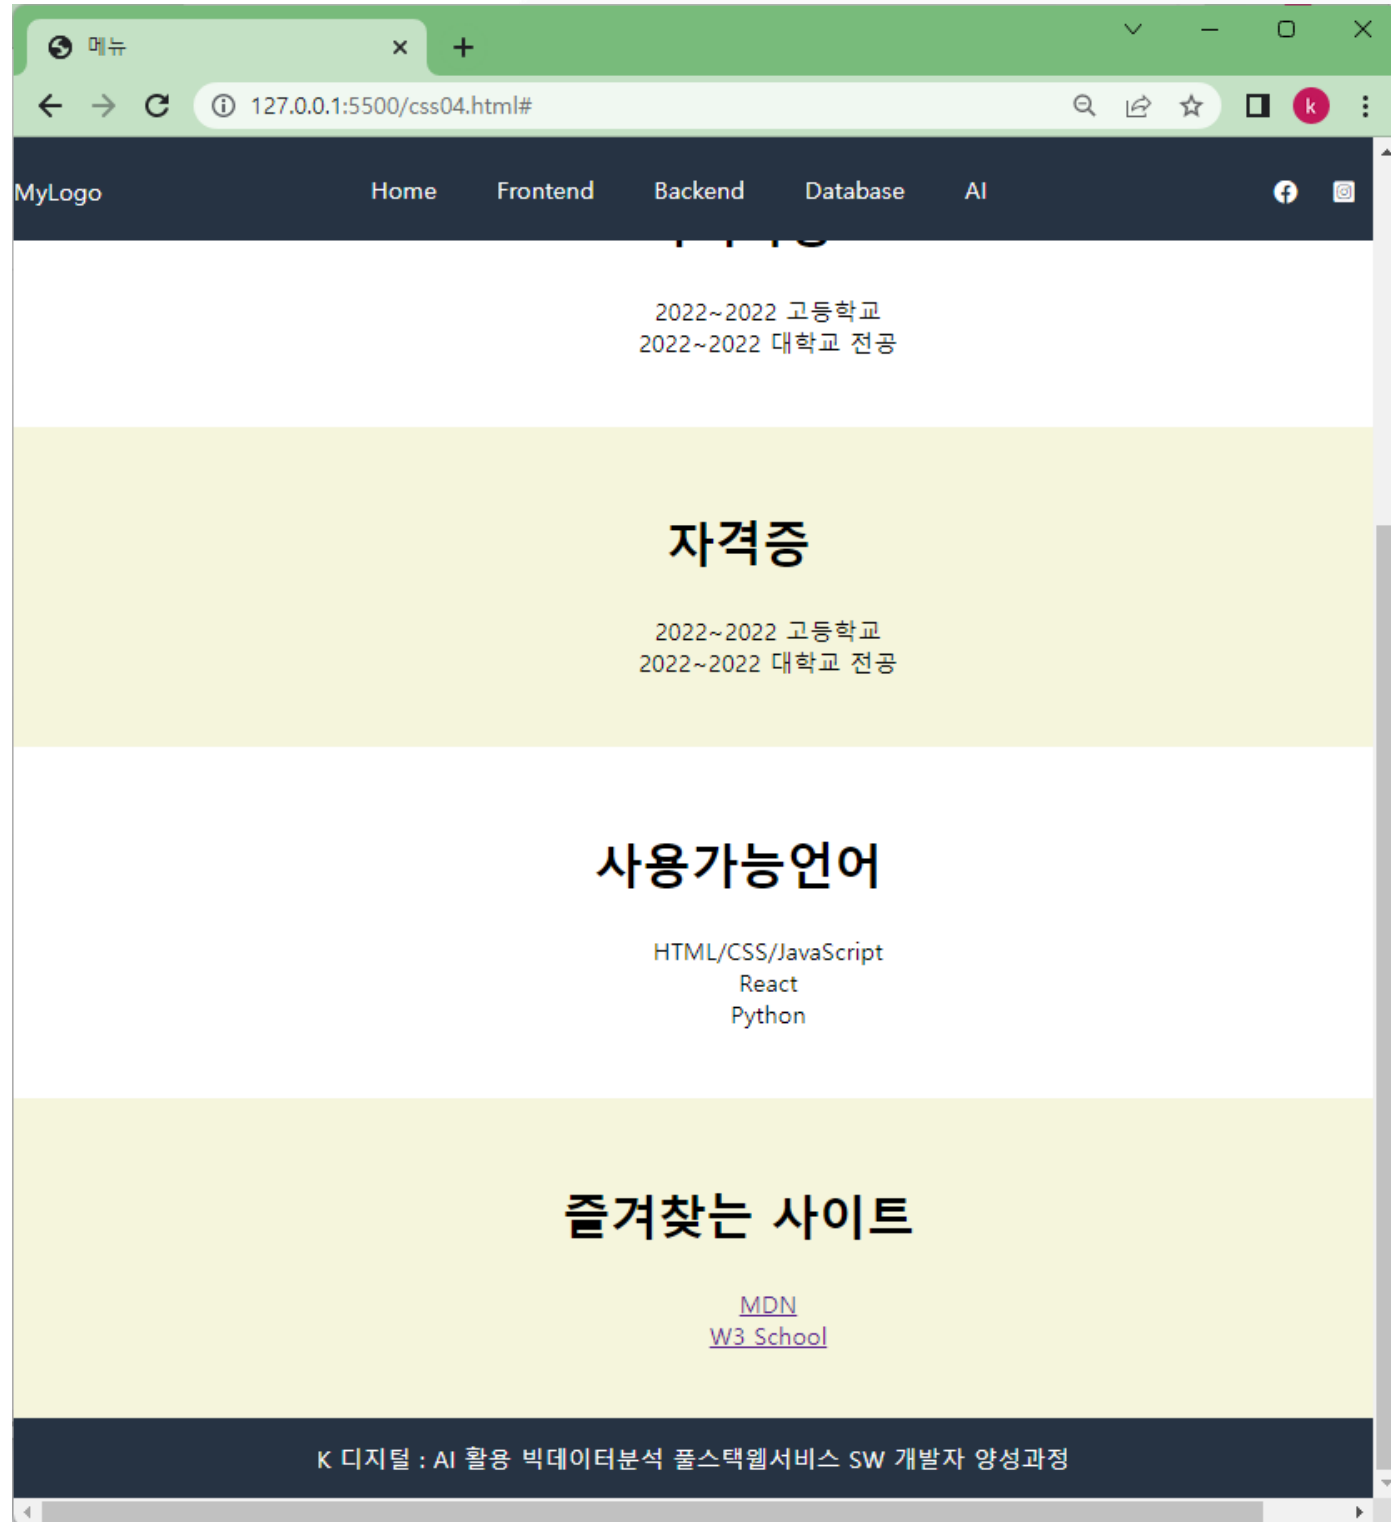 메뉴
127.0.0.1:5500/css04.html#
k
MyLogo Home Frontend Backend Database AI
2022~2022 고등학교
2022~2022 대학교 전공
자격증
2022~2022 고등학교
2022~2022 대학교 전공
사용가능언어
HTML/CSS/JavaScript
React
Python
즐겨찾는 사이트
MDN
W3 School
K 디지털 : AI 활용 빅데이터분석 풀스택웹서비스 SW 개발자 양성과정